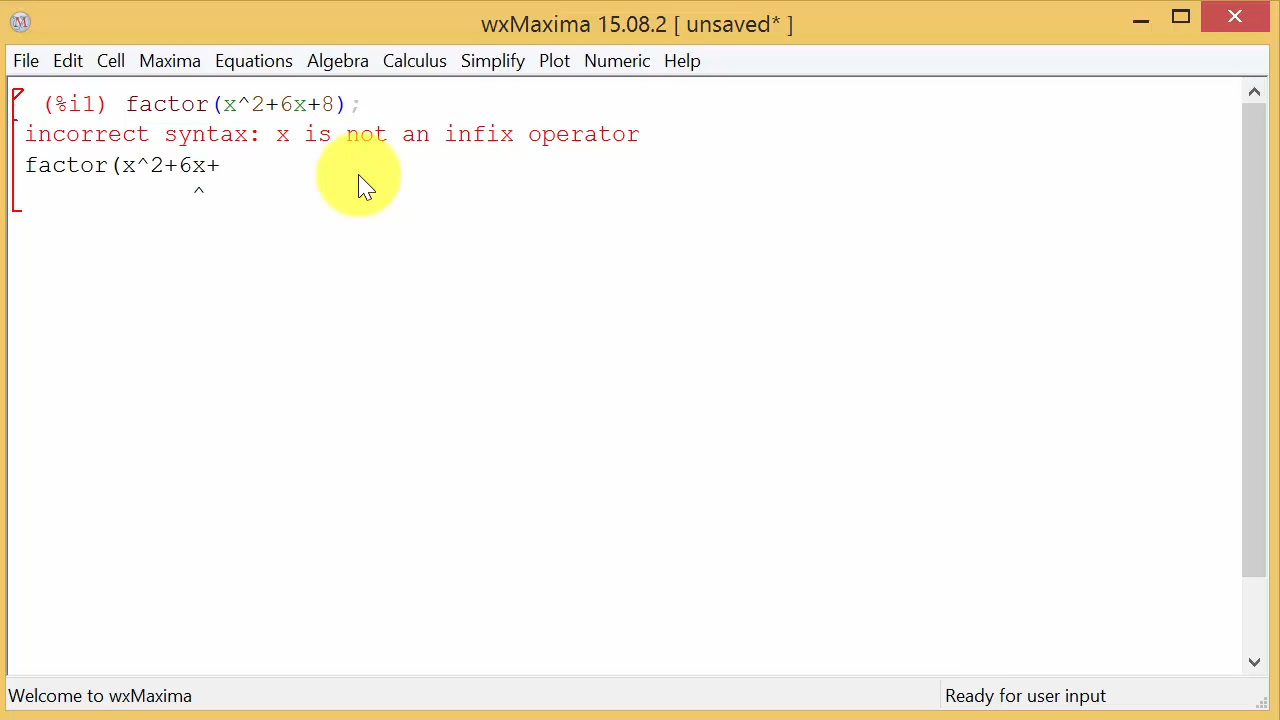 wxMaxima 15.08.2 [ unsaved* ]
File Edit Cell Maxima Equations Algebra Calculus Simplify Plot Numeric Help
(%i1) factor(x^2+6x+8);
incorrect syntax: x is not an infix operator
factor(x^2+6x+
^
Welcome to wxMaxima
Ready for user input